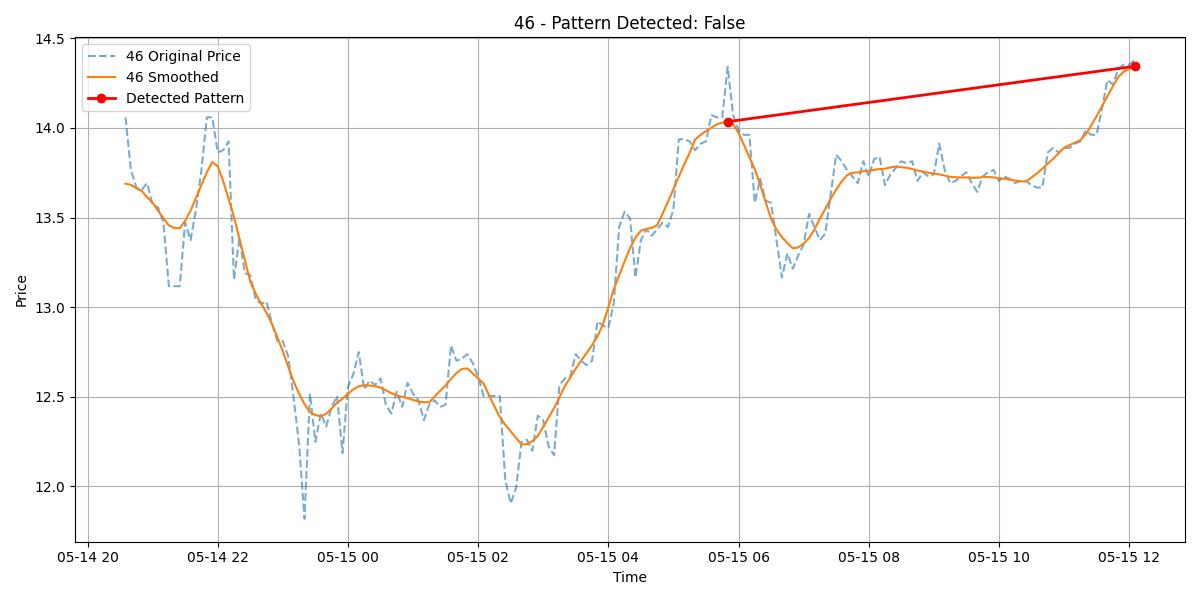 46 - Pattern Detected: False
14.5
14.0
13.5
13.0
12.5
12.0
Price
46 Original Price
46 Smoothed
Detected Pattern
05-14 20 05-14 22 05-15 00 05-15 02 05-15 04 05-15 06 05-15 08 05-15 10 05-15 12
Time